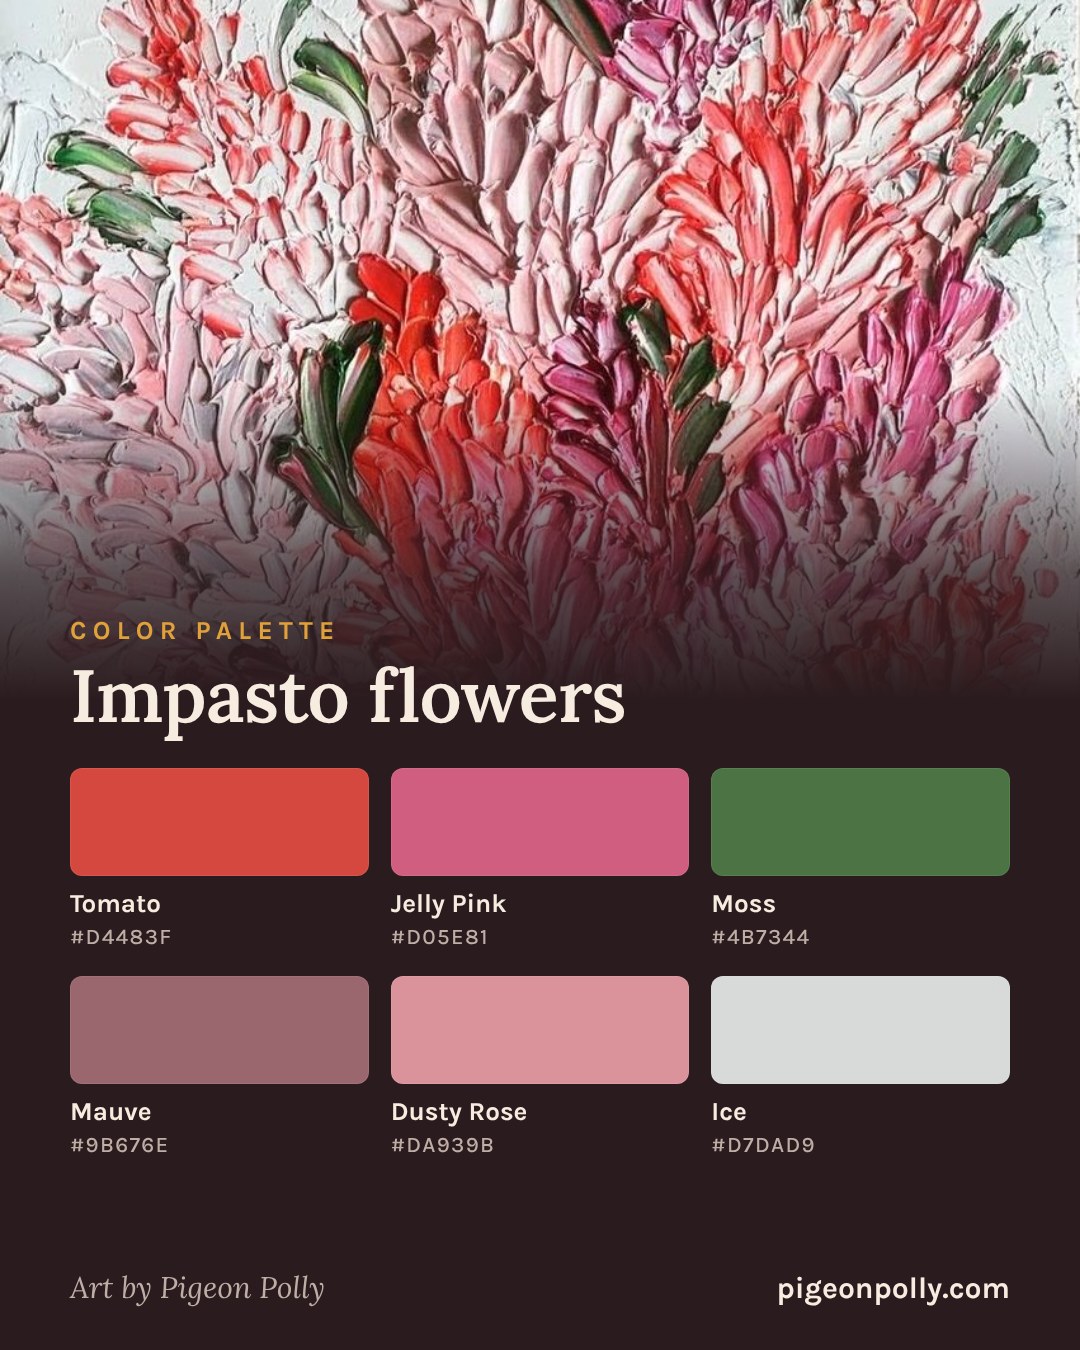 COLOR PALETTE
Impasto flowers
Tomato
#D4483F
Jelly Pink
#D05E81
Moss
#4B7344
Mauve
#9B676E
Dusty Rose
#DA939B
Ice
#D7DAD9
Art by Pigeon Polly
pigeonpolly.com